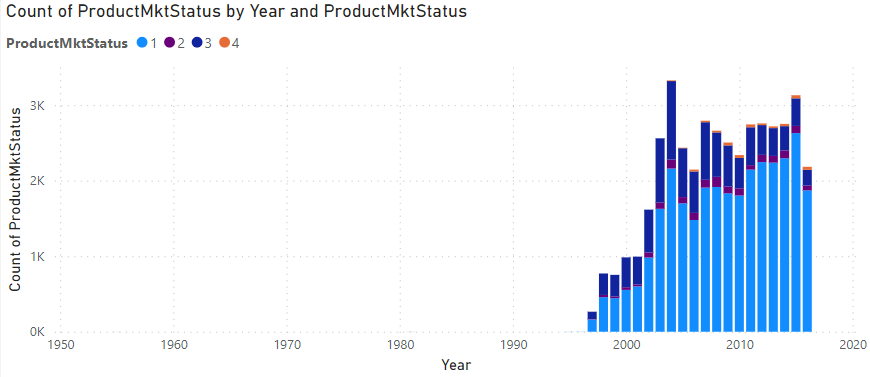 Count of ProductMktStatus by Year and ProductMktStatus
ProductMktStatus 1 2 3 4
Count of ProductMktStatus
3K
2K
1K
0K
1950 1960 1970 1980 1990 2000 2010 2020
Year